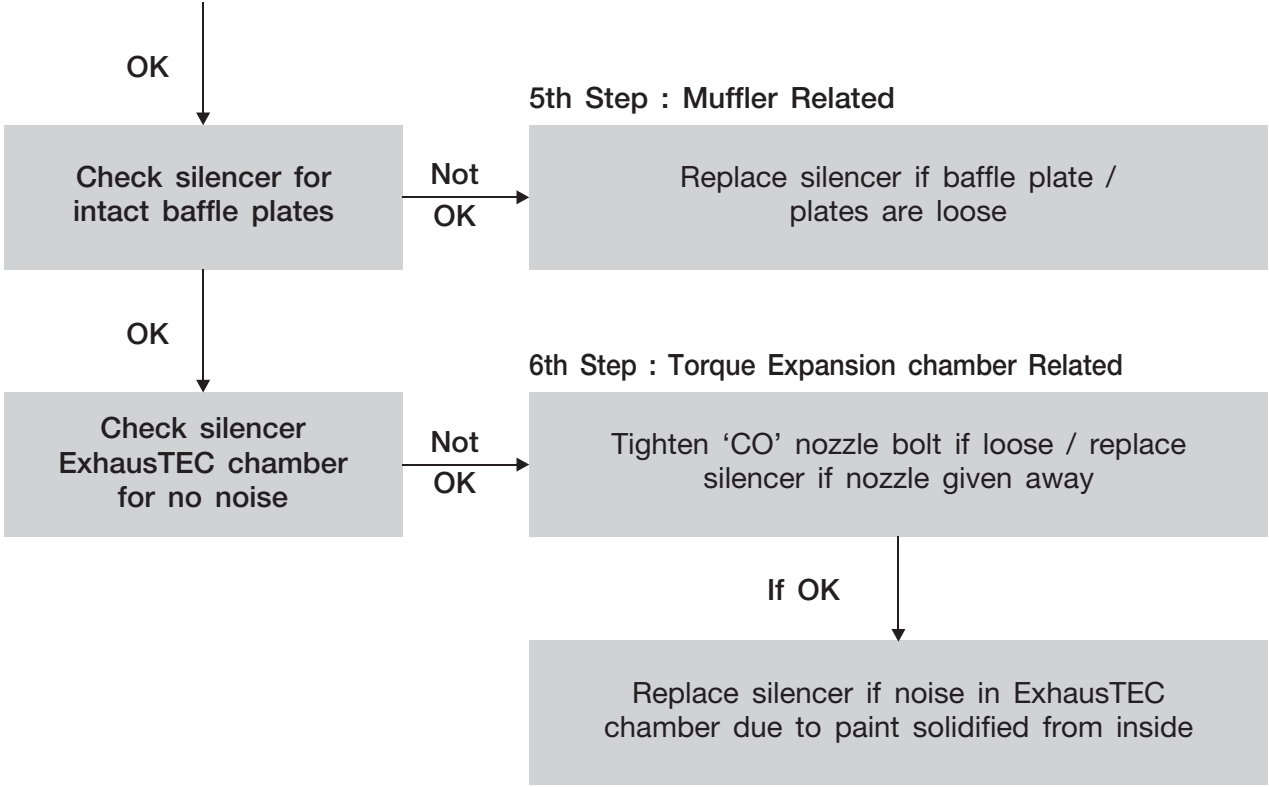 OK
5th Step : Muffler Related
Check silencer for
intact baffle plates
Not
OK
Replace silencer if baffle plate /
plates are loose
OK
6th Step : Torque Expansion chamber Related
Check silencer
ExhausTEC chamber
for no noise
Not
OK
Tighten ‘CO’ nozzle bolt if loose / replace
silencer if nozzle given away
If OK
Replace silencer if noise in ExhausTEC
chamber due to paint solidified from inside